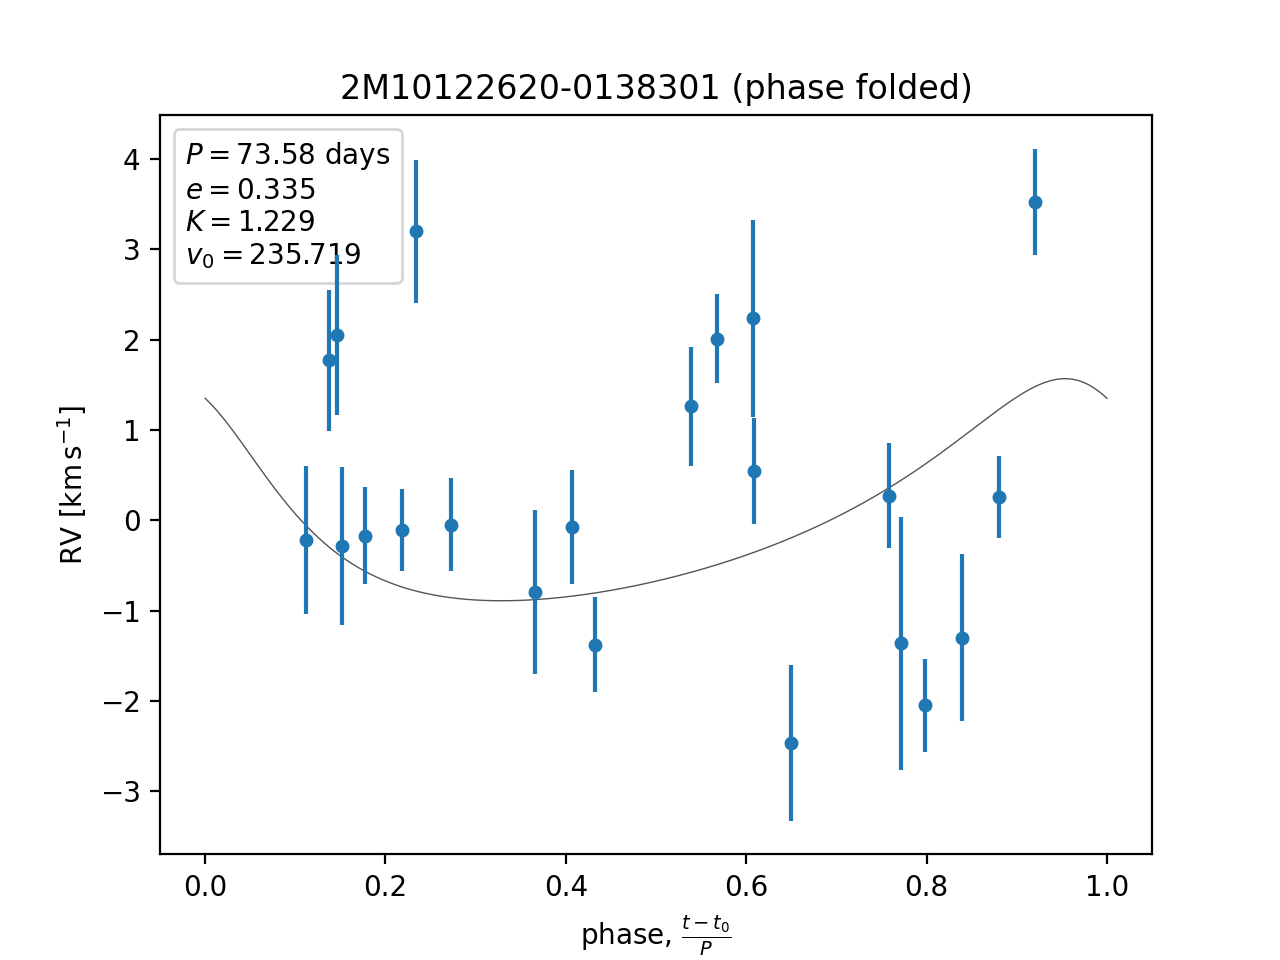 2M10122620-0138301 (phase folded)
P = 73.58 days
e = 0.335
K = 1.229
v₀ = 235.719
4
3
2
1
0
−1
−2
−3
RV [km s⁻¹]
0.0 0.2 0.4 0.6 0.8 1.0
phase, (t − t₀)/P